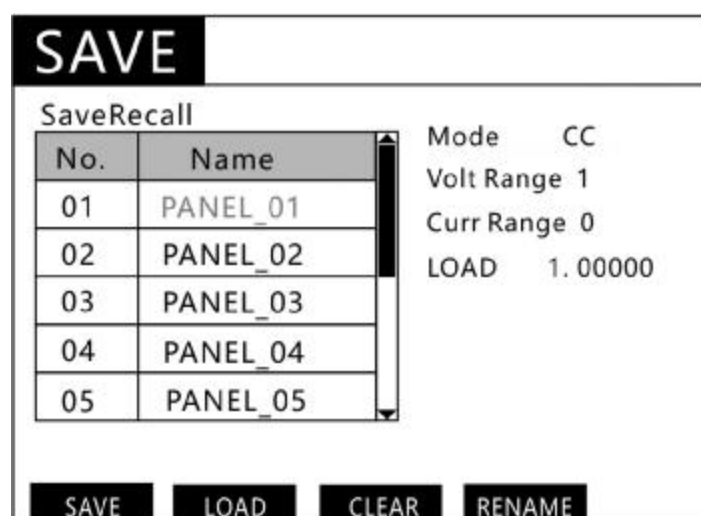 SAVE
SaveRecall
No. Name
01 PANEL_01
02 PANEL_02
03 PANEL_03
04 PANEL_04
05 PANEL_05
Mode CC
Volt Range 1
Curr Range 0
LOAD 1.00000
SAVE LOAD CLEAR RENAME